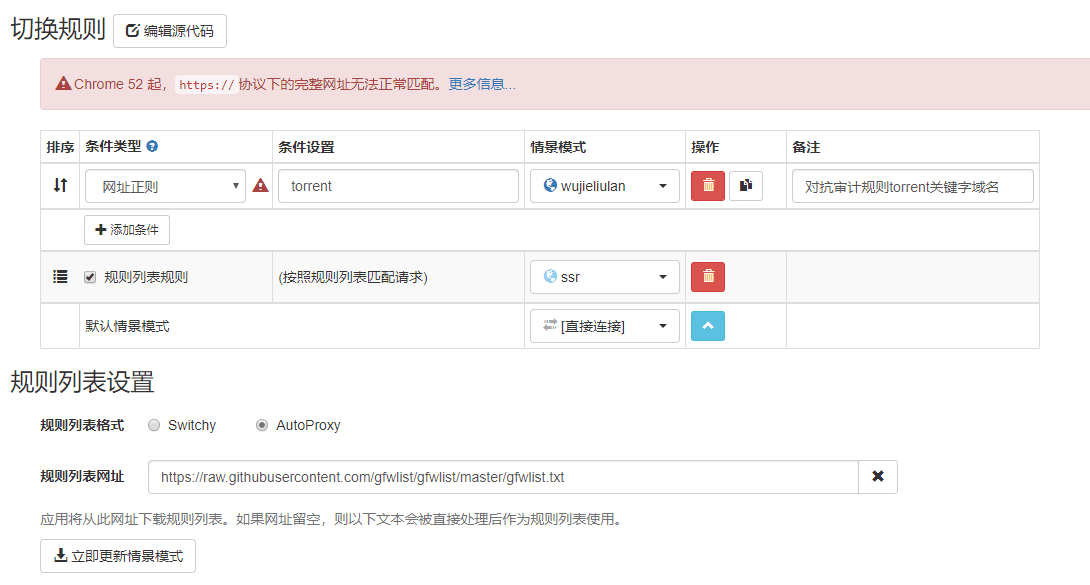 切换规则 编辑源代码
Chrome 52 起， https:// 协议下的完整网址无法正常匹配。更多信息...
排序 条件类型 条件设置 情景模式 操作 备注
网址正则 torrent wujieliulan 对抗审计规则torrent关键字域名
添加条件
规则列表规则 (按照规则列表匹配请求) ssr
默认情景模式 [直接连接]
规则列表设置
规则列表格式 Switchy AutoProxy
规则列表网址 https://raw.githubusercontent.com/gfwlist/gfwlist/master/gfwlist.txt
应用将从此网址下载规则列表。如果网址留空，则以下文本会被直接处理后作为规则列表使用。
立即更新情景模式